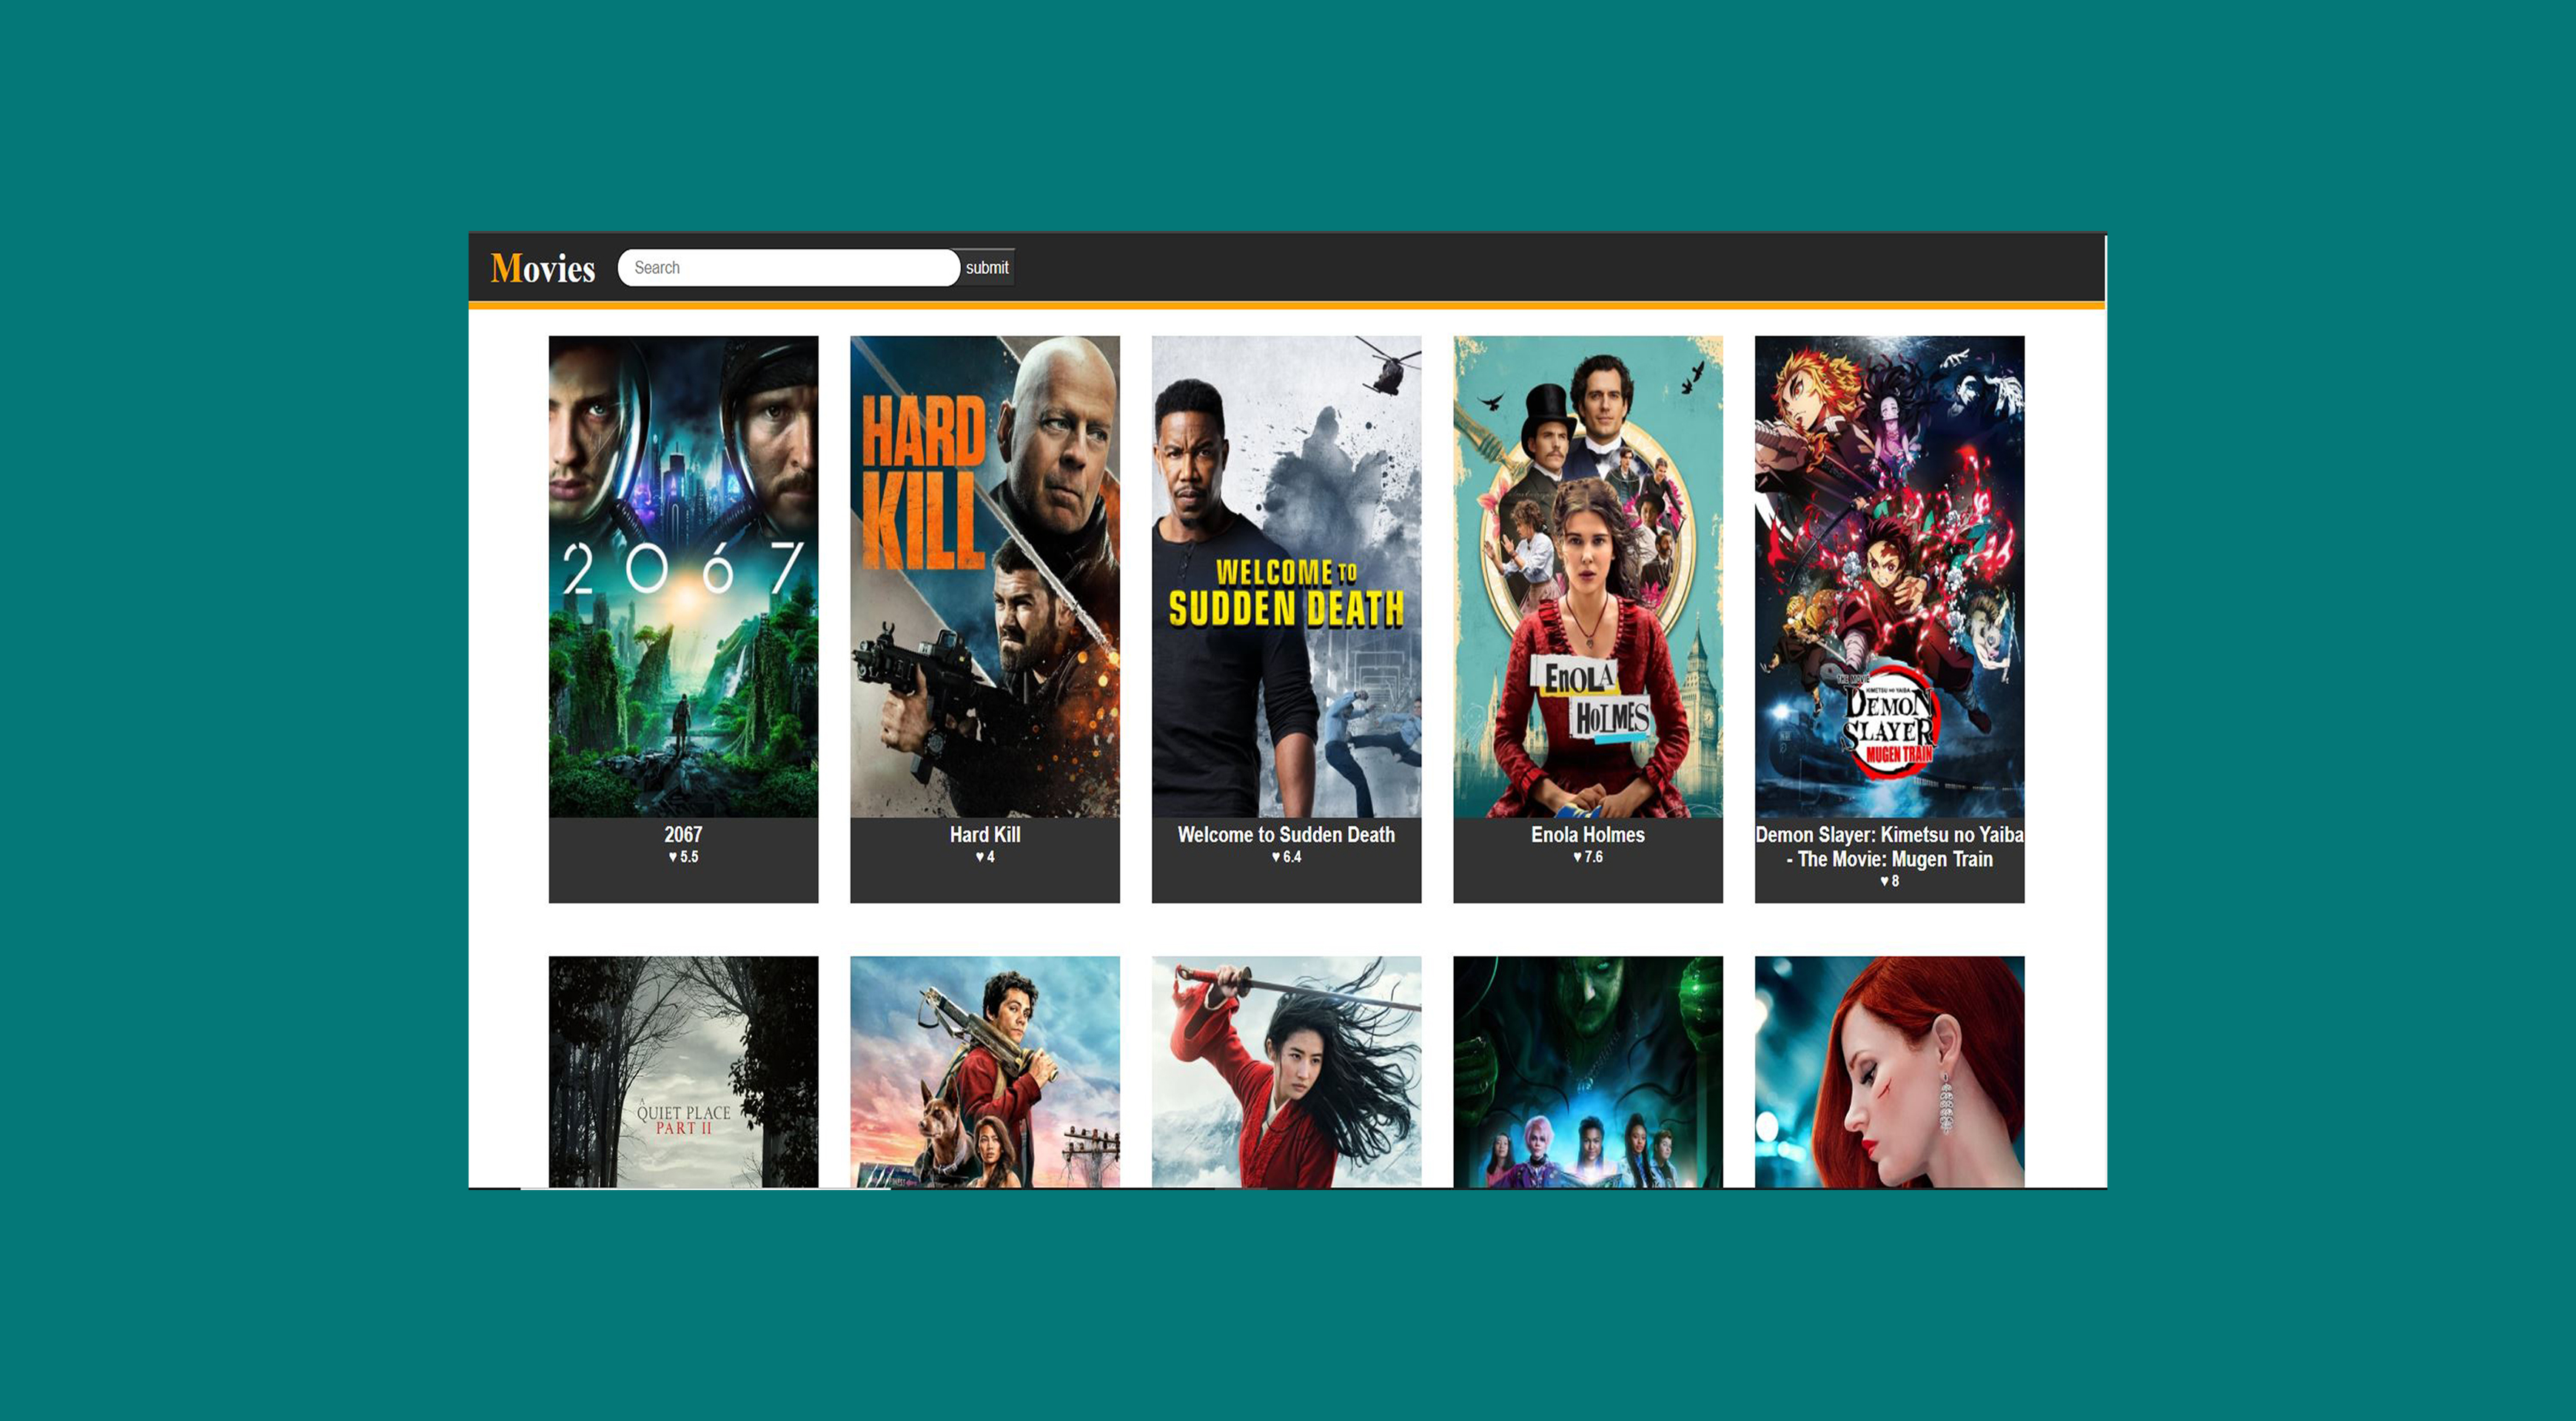 Movies
Search
submit
2067
HARD
KILL
WELCOME TO
SUDDEN DEATH
ENOLA
HOLMES
THE MOVIE
KIMETSU NO YAIBA
DEMON
SLAYER
MUGEN TRAIN
2067
♥ 5.5
Hard Kill
♥ 4
Welcome to Sudden Death
♥ 6.4
Enola Holmes
♥ 7.6
Demon Slayer: Kimetsu no Yaiba
- The Movie: Mugen Train
♥ 8
A
QUIET PLACE
PART II